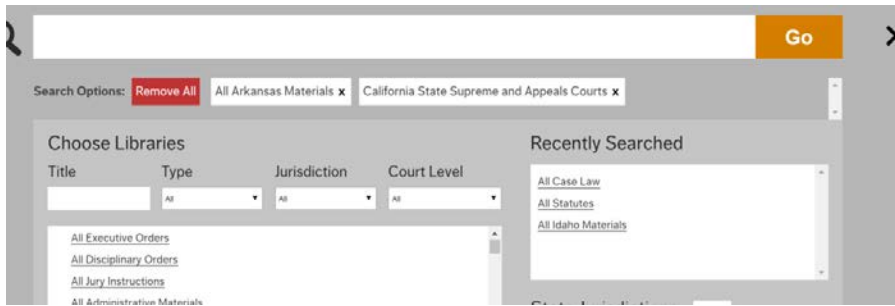 Go
Search Options: Remove All All Arkansas Materials x California State Supreme and Appeals Courts x
Choose Libraries
Title Type Jurisdiction Court Level
All All All
All Executive Orders
All Disciplinary Orders
All Jury Instructions
All Administrative Materials
Recently Searched
All Case Law
All Statutes
All Idaho Materials